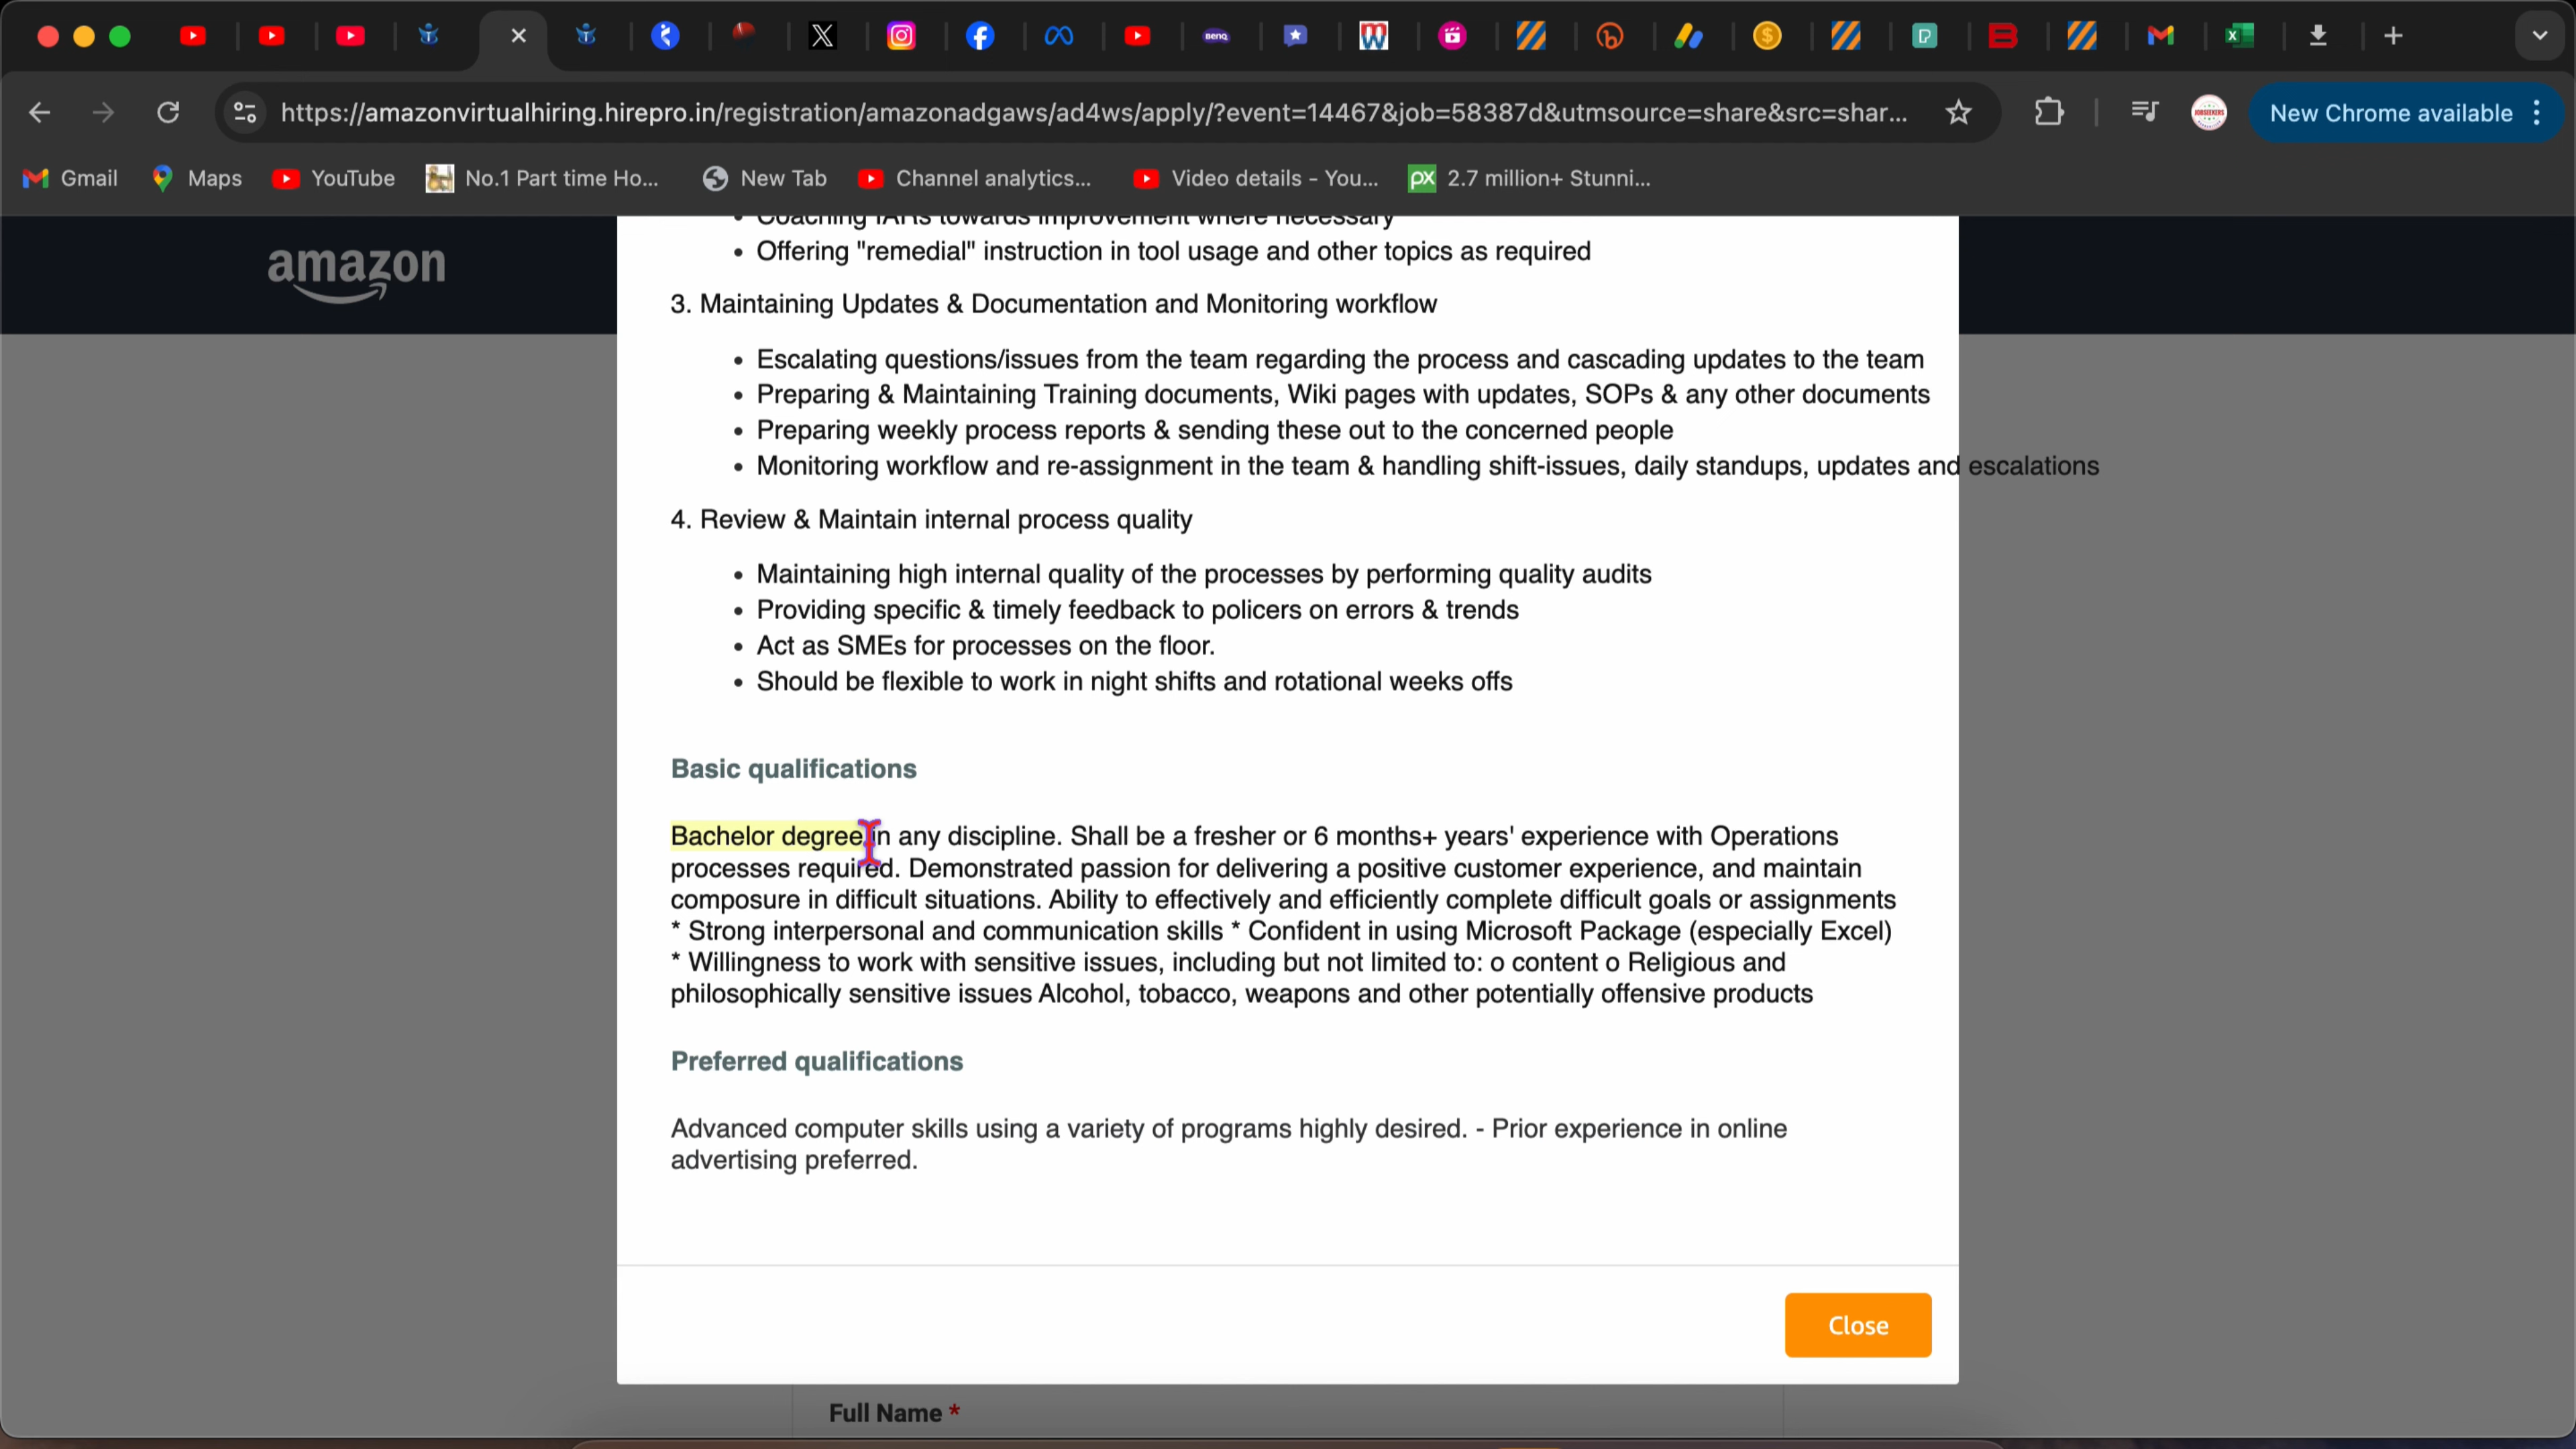 BenQ
https://amazonvirtualhiring.hirepro.in/registration/amazonadgaws/ad4ws/apply/?event=14467&job=58387d&utmsource=share&src=shar...
New Chrome available
Gmail
Maps
YouTube
No.1 Part time Ho...
New Tab
Channel analytics...
Video details - You...
px
2.7 million+ Stunni...
amazon
• Coaching IARs towards improvement where necessary
• Offering "remedial" instruction in tool usage and other topics as required
3. Maintaining Updates & Documentation and Monitoring workflow
• Escalating questions/issues from the team regarding the process and cascading updates to the team
• Preparing & Maintaining Training documents, Wiki pages with updates, SOPs & any other documents
• Preparing weekly process reports & sending these out to the concerned people
• Monitoring workflow and re-assignment in the team & handling shift-issues, daily standups, updates and escalations
4. Review & Maintain internal process quality
• Maintaining high internal quality of the processes by performing quality audits
• Providing specific & timely feedback to policers on errors & trends
• Act as SMEs for processes on the floor.
• Should be flexible to work in night shifts and rotational weeks offs
Basic qualifications
Bachelor degree in any discipline. Shall be a fresher or 6 months+ years' experience with Operations
processes required. Demonstrated passion for delivering a positive customer experience, and maintain
composure in difficult situations. Ability to effectively and efficiently complete difficult goals or assignments
* Strong interpersonal and communication skills * Confident in using Microsoft Package (especially Excel)
* Willingness to work with sensitive issues, including but not limited to: o content o Religious and
philosophically sensitive issues Alcohol, tobacco, weapons and other potentially offensive products
Preferred qualifications
Advanced computer skills using a variety of programs highly desired. - Prior experience in online
advertising preferred.
Close
Full Name *